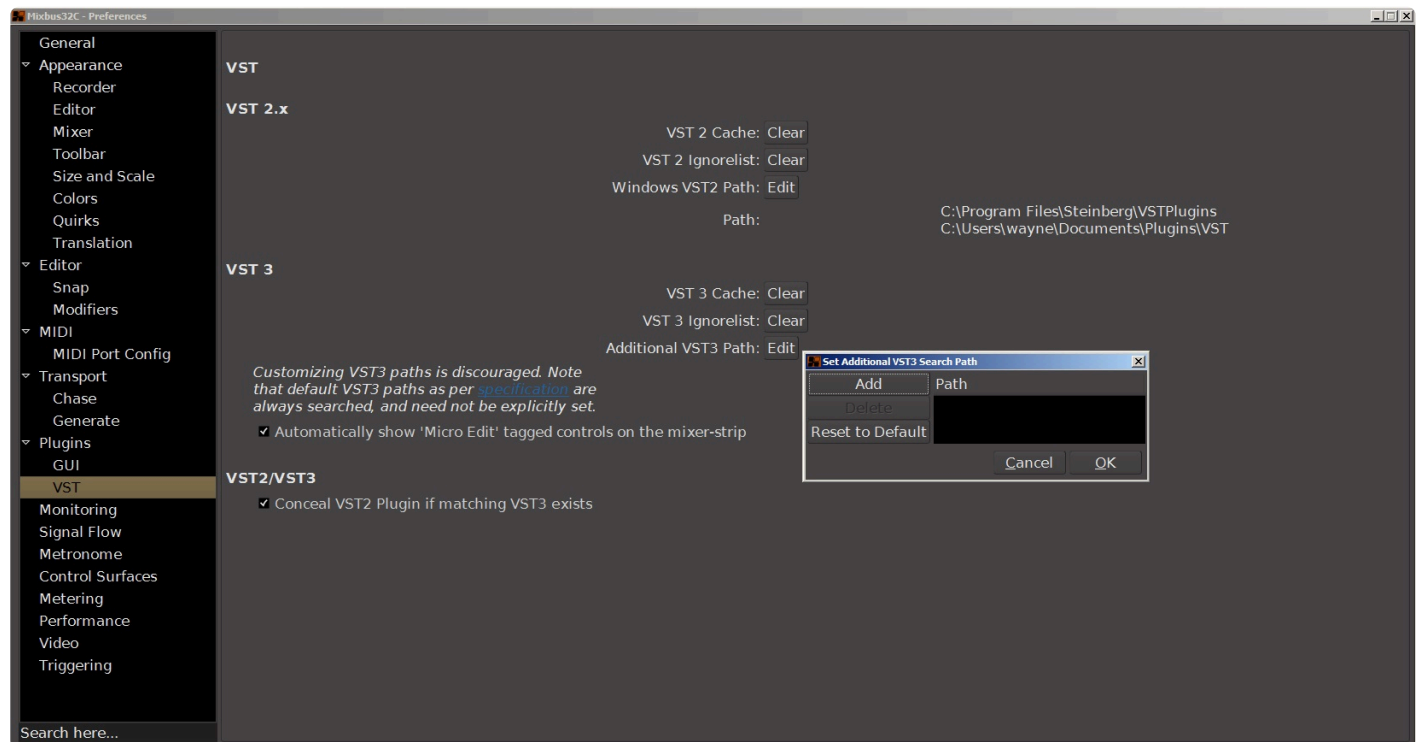 Mixbus32C - Preferences
General
Appearance
Recorder
Editor
Mixer
Toolbar
Size and Scale
Colors
Quirks
Translation
Editor
Snap
Modifiers
MIDI
MIDI Port Config
Transport
Chase
Generate
Plugins
GUI
VST
Monitoring
Signal Flow
Metronome
Control Surfaces
Metering
Performance
Video
Triggering
Search here...
VST
VST 2.x
VST 2 Cache: Clear
VST 2 Ignorelist: Clear
Windows VST2 Path: Edit
Path:
C:\Program Files\Steinberg\VSTPlugins
C:\Users\wayne\Documents\Plugins\VST
VST 3
VST 3 Cache: Clear
VST 3 Ignorelist: Clear
Additional VST3 Path: Edit
Customizing VST3 paths is discouraged. Note
that default VST3 paths as per specification are
always searched, and need not be explicitly set.
Automatically show 'Micro Edit' tagged controls on the mixer-strip
VST2/VST3
Conceal VST2 Plugin if matching VST3 exists
Set Additional VST3 Search Path
Add
Path
Delete
Reset to Default
Cancel
OK